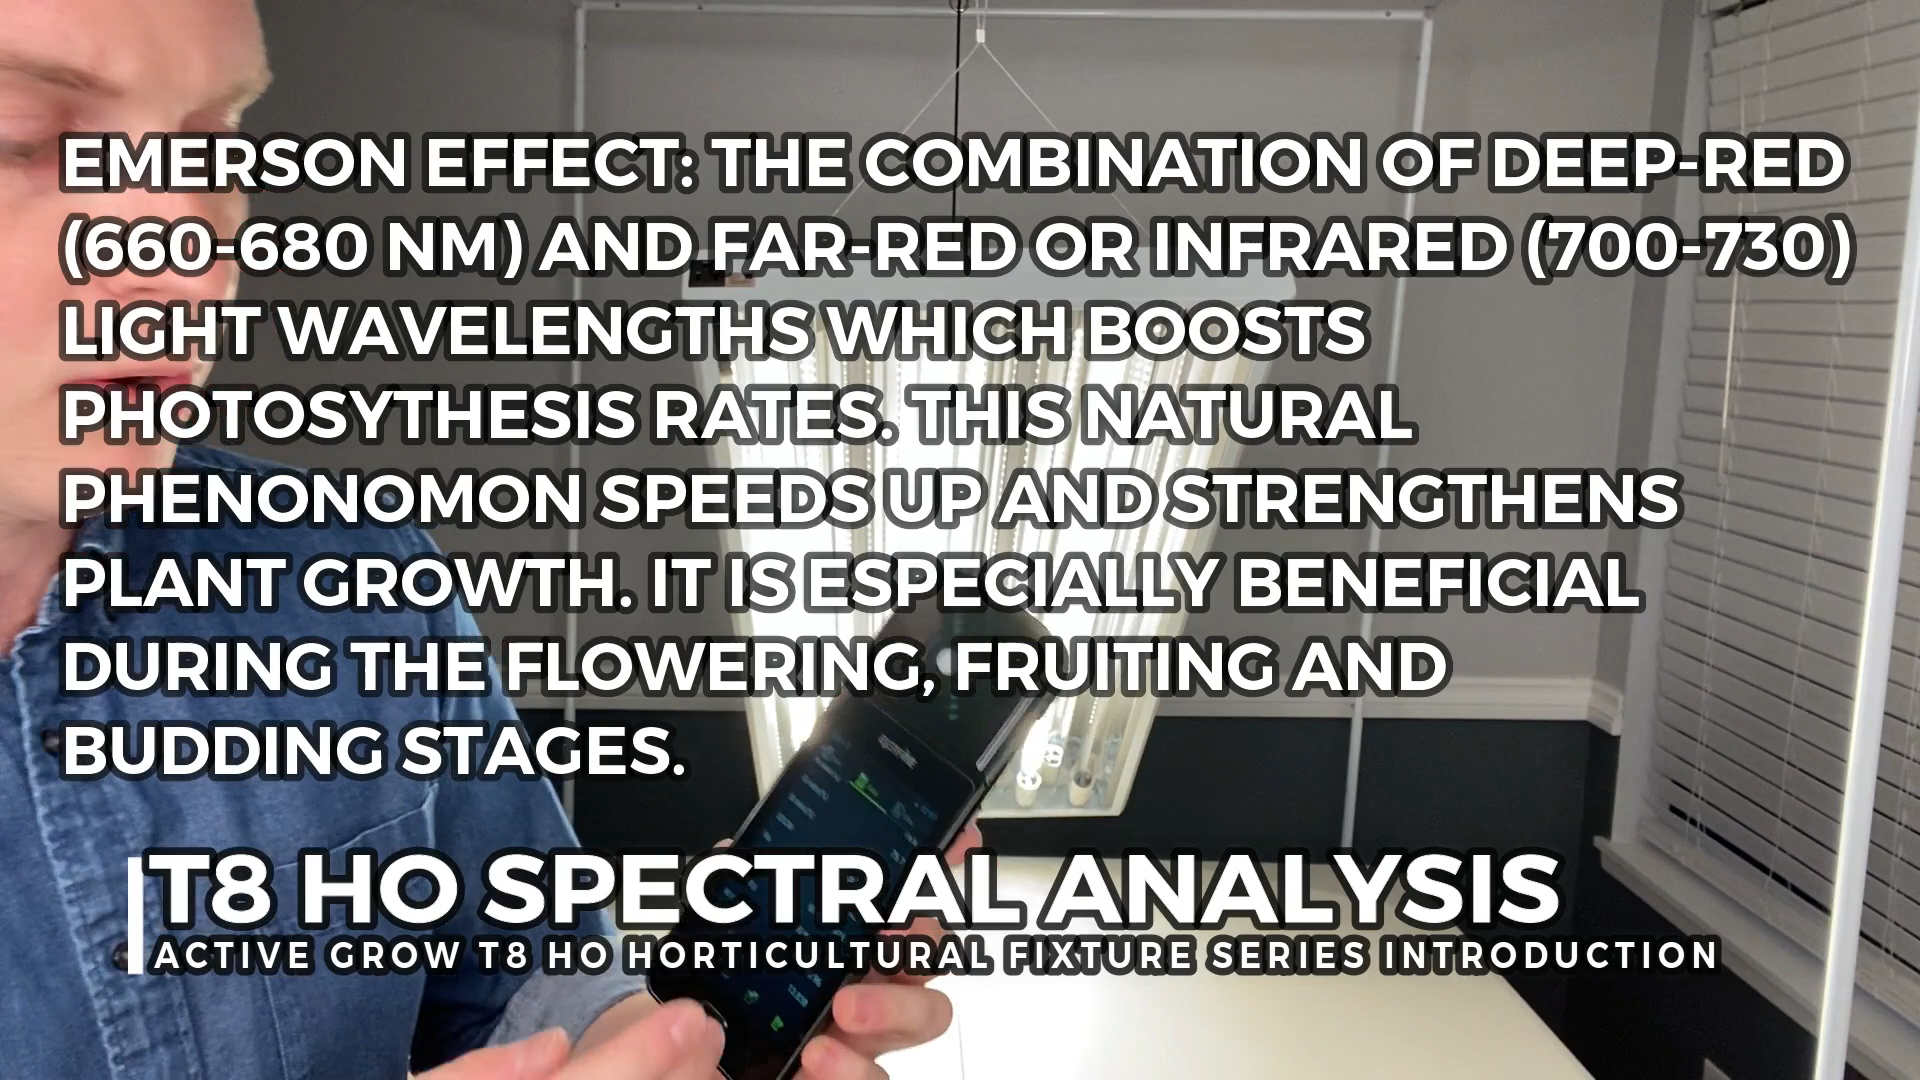 EMERSON EFFECT: THE COMBINATION OF DEEP-RED
(660-680 NM) AND FAR-RED OR INFRARED (700-730)
LIGHT WAVELENGTHS WHICH BOOSTS
PHOTOSYTHESIS RATES. THIS NATURAL
PHENONOMON SPEEDS UP AND STRENGTHENS
PLANT GROWTH. IT IS ESPECIALLY BENEFICIAL
DURING THE FLOWERING, FRUITING AND
BUDDING STAGES.
T8 HO SPECTRAL ANALYSIS
ACTIVE GROW T8 HO HORTICULTURAL FIXTURE SERIES INTRODUCTION